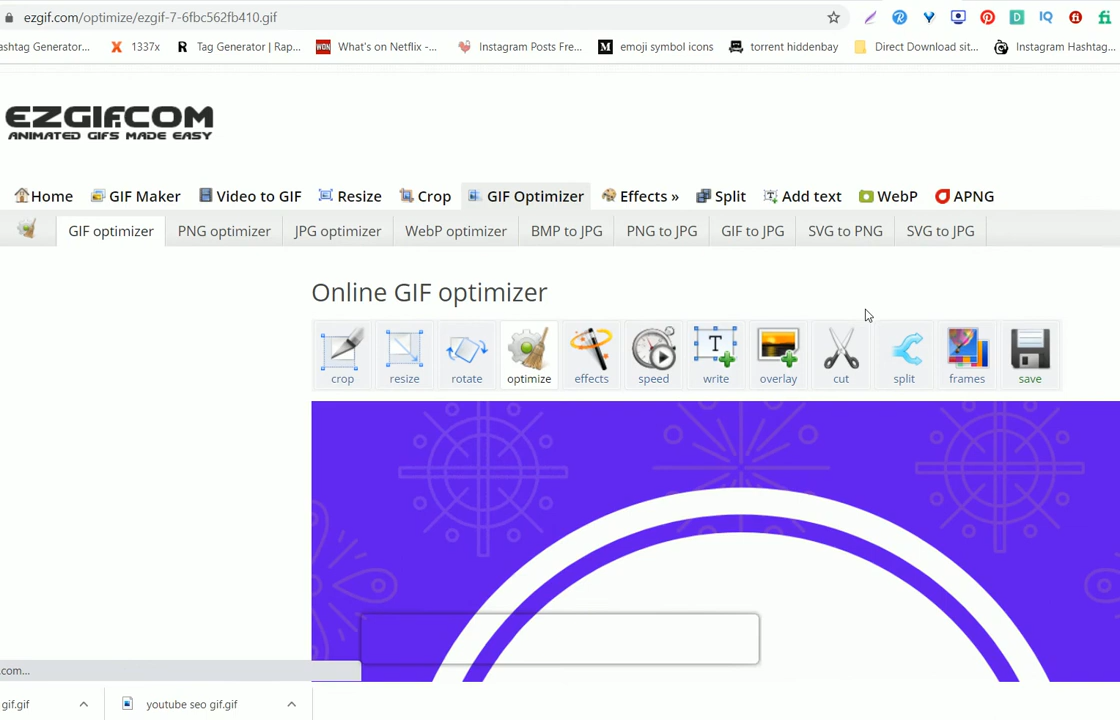 ezgif.com/optimize/ezgif-7-6fbc562fb410.gif
ashtag Generator... 1337x Tag Generator | Rap... What's on Netflix -... Instagram Posts Fre... emoji symbol icons torrent hiddenbay Direct Download sit... Instagram Hashtag...
EZGIF.COM
ANIMATED GIFS MADE EASY
Home GIF Maker Video to GIF Resize Crop GIF Optimizer Effects » Split Add text WebP APNG
GIF optimizer PNG optimizer JPG optimizer WebP optimizer BMP to JPG PNG to JPG GIF to JPG SVG to PNG SVG to JPG
Online GIF optimizer
crop resize rotate optimize effects speed write overlay cut split frames save
.com...
gif.gif youtube seo gif.gif